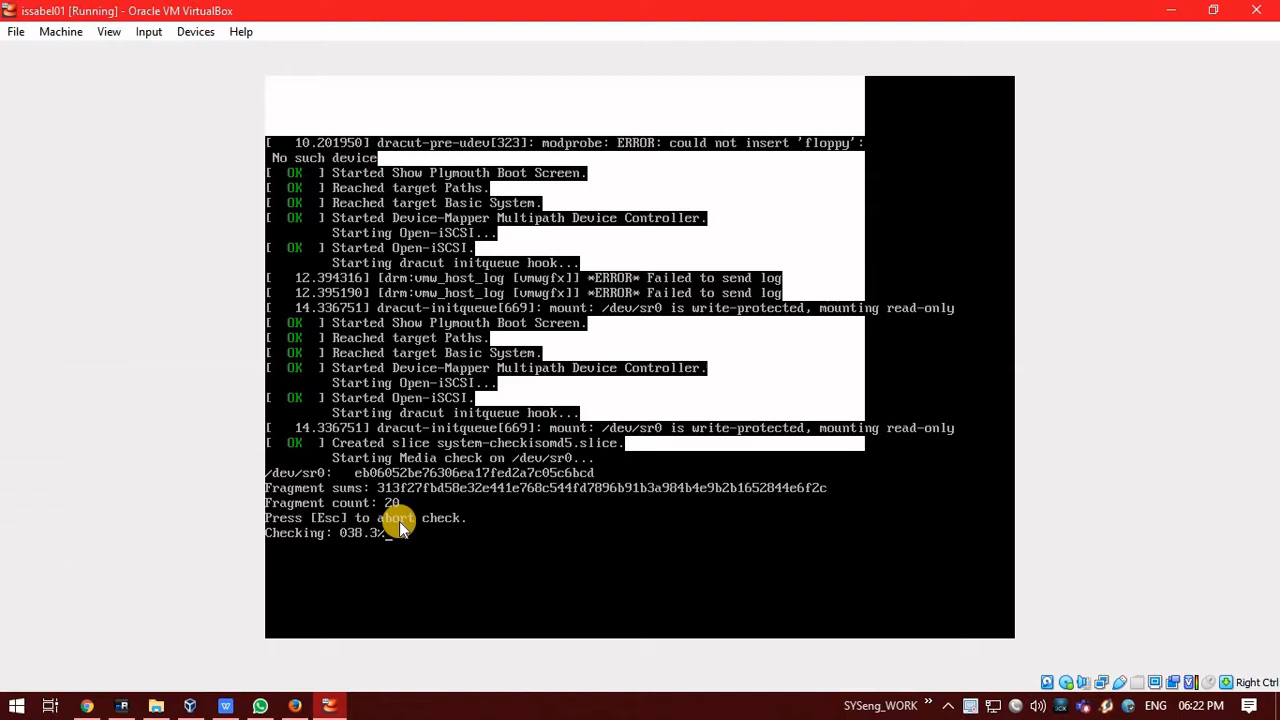 issabel01 [Running] - Oracle VM VirtualBox
File Machine View Input Devices Help
[ 10.201950] dracut-pre-udev[323]: modprobe: ERROR: could not insert 'floppy':
No such device
[ OK ] Started Show Plymouth Boot Screen.
[ OK ] Reached target Paths.
[ OK ] Reached target Basic System.
[ OK ] Started Device-Mapper Multipath Device Controller.
Starting Open-iSCSI...
[ OK ] Started Open-iSCSI.
Starting dracut initqueue hook...
[ 12.394316] [drm:vmw_host_log [vmwgfx]] *ERROR* Failed to send log
[ 12.395190] [drm:vmw_host_log [vmwgfx]] *ERROR* Failed to send log
[ 14.336751] dracut-initqueue[669]: mount: /dev/sr0 is write-protected, mounting read-only
[ OK ] Started Show Plymouth Boot Screen.
[ OK ] Reached target Paths.
[ OK ] Reached target Basic System.
[ OK ] Started Device-Mapper Multipath Device Controller.
Starting Open-iSCSI...
[ OK ] Started Open-iSCSI.
Starting dracut initqueue hook...
[ 14.336751] dracut-initqueue[669]: mount: /dev/sr0 is write-protected, mounting read-only
[ OK ] Created slice system-checkisomd5.slice.
Starting Media check on /dev/sr0...
/dev/sr0: eb06052be76306ea17fed2a7c05c6bcd
Fragment sums: 313f27fbd58e32e441e768c544fd7896b91b3a984b4e9b2b1652844e6f2c
Fragment count: 20
Press [Esc] to abort check.
Checking: 038.3%_
Right Ctrl
SYSeng_WORK » ENG 06:22 PM